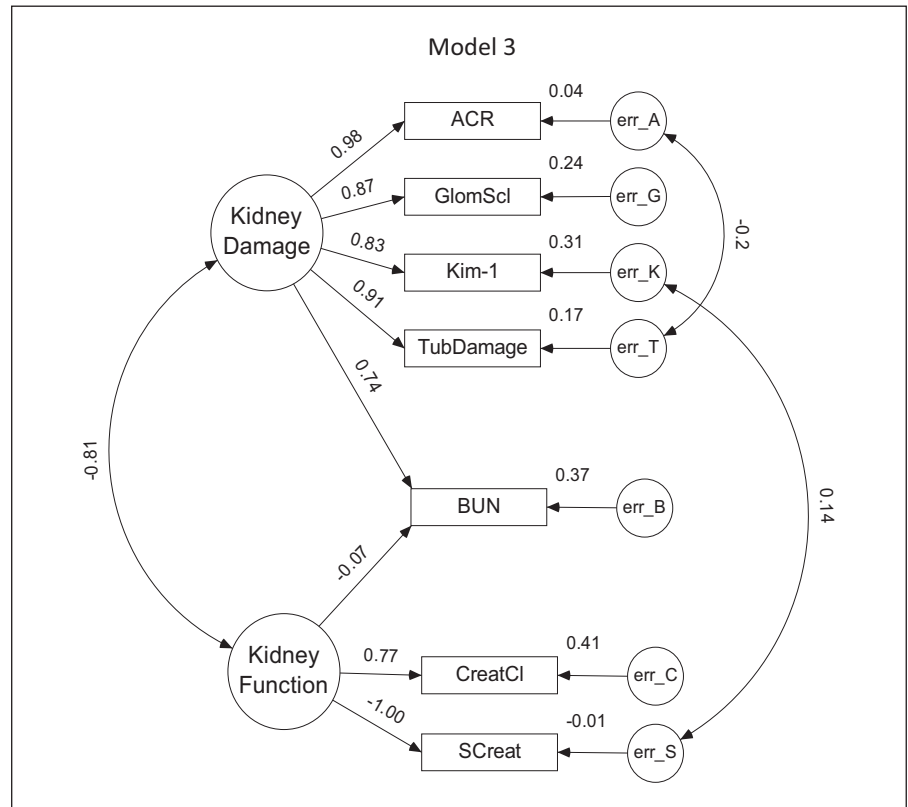 Model 3
0.04
ACR
err_A
0.98
0.24
GlomScl
err_G
0.87
Kidney
Damage
0.31
Kim-1
err_K
0.83
-0.2
0.17
TubDamage
err_T
0.91
0.74
-0.81
0.37
BUN
err_B
0.14
-0.07
Kidney
Function
0.77
0.41
CreatCl
err_C
-1.00
-0.01
SCreat
err_S